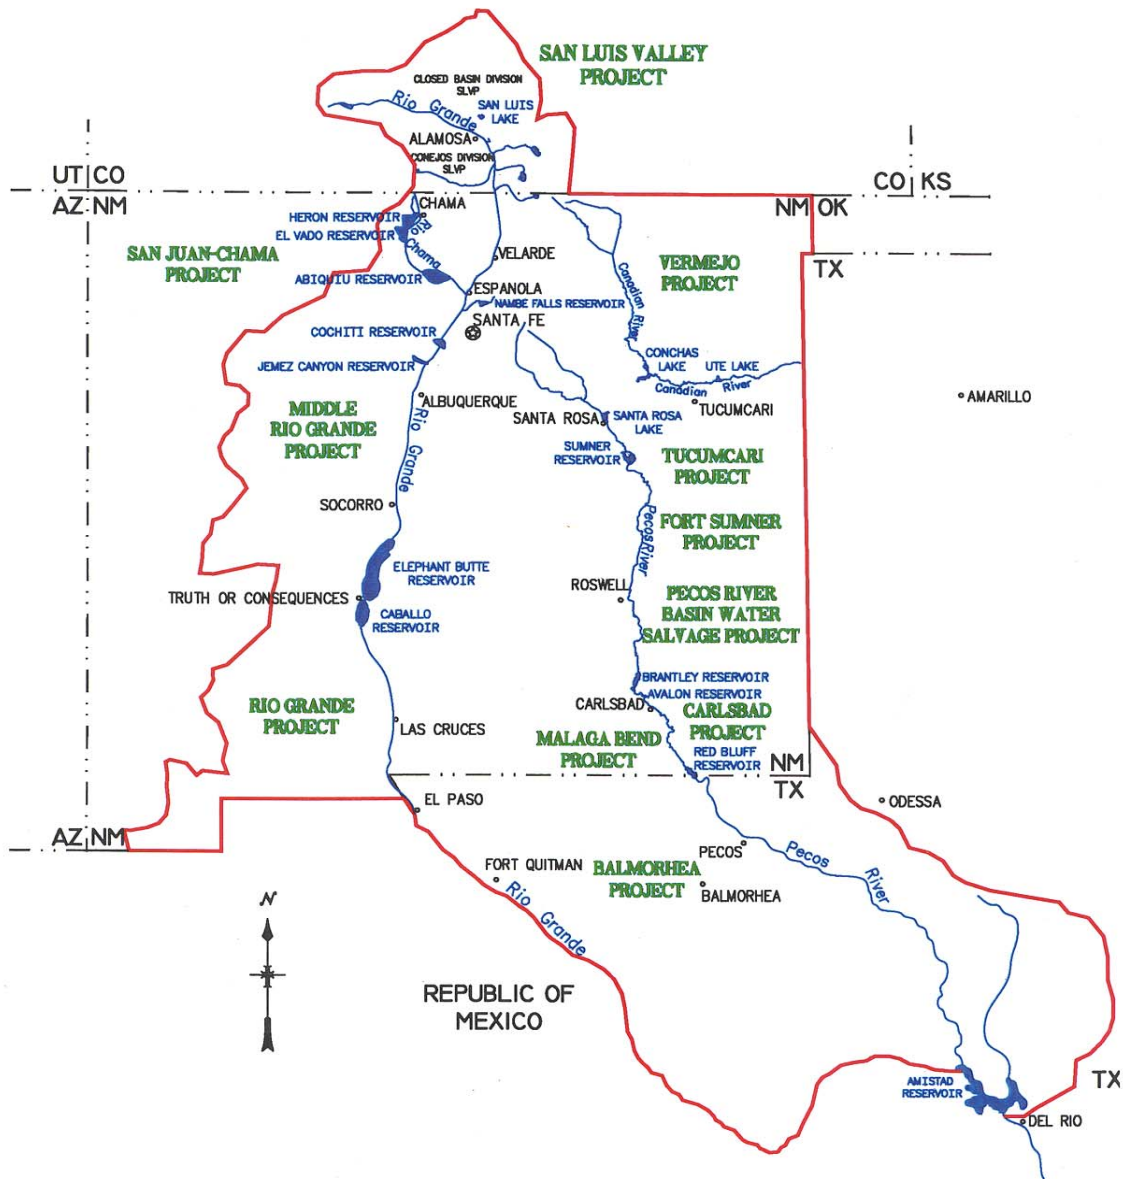 SAN LUIS VALLEY
PROJECT
CLOSED BASIN DIVISION
SLVP
Rio Grande
SAN LUIS
LAKE
ALAMOSA
CONEJOS DIVISION
SLVP
UT CO
CO KS
AZ NM
NM OK
CHAMA
HERON RESERVOIR
EL VADO RESERVOIR
Rio Chama
SAN JUAN-CHAMA
PROJECT
VELARDE
VERMEJO
PROJECT
TX
ABIQUIU RESERVOIR
ESPANOLA
NAMBE FALLS RESERVOIR
Canadian River
SANTA FE
COCHITI RESERVOIR
JEMEZ CANYON RESERVOIR
CONCHAS
LAKE
UTE LAKE
Canadian River
ALBUQUERQUE
TUCUMCARI
AMARILLO
MIDDLE
RIO GRANDE
PROJECT
Rio Grande
SANTA ROSA
SANTA ROSA
LAKE
SUMNER
RESERVOIR
TUCUMCARI
PROJECT
SOCORRO
Pecos River
FORT SUMNER
PROJECT
ELEPHANT BUTTE
RESERVOIR
TRUTH OR CONSEQUENCES
CABALLO
RESERVOIR
ROSWELL
PECOS RIVER
BASIN WATER
SALVAGE PROJECT
BRANTLEY RESERVOIR
AVALON RESERVOIR
CARLSBAD
CARLSBAD
PROJECT
RIO GRANDE
PROJECT
LAS CRUCES
MALAGA BEND
PROJECT
RED BLUFF
RESERVOIR
NM
TX
EL PASO
ODESSA
AZ NM
PECOS
Pecos River
FORT QUITMAN
BALMORHEA
PROJECT
BALMORHEA
Rio Grande
N
REPUBLIC OF
MEXICO
AMISTAD
RESERVOIR
TX
DEL RIO